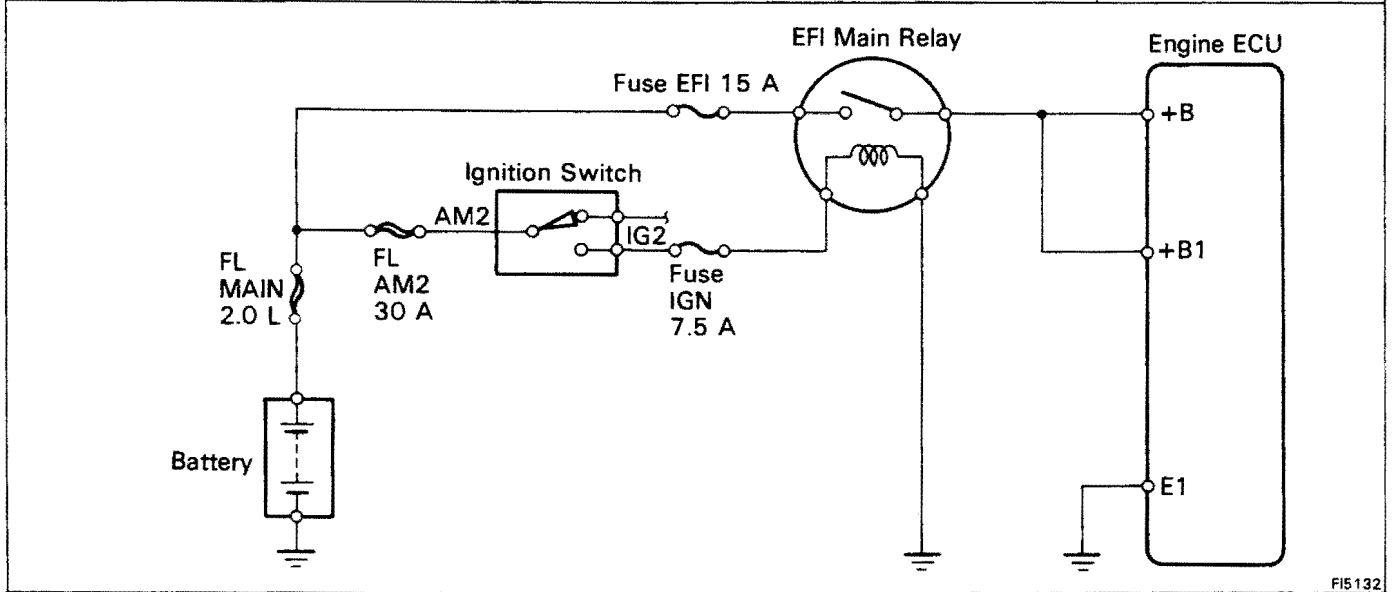 EFI Main Relay
Engine ECU
Fuse EFI 15 A
+B
Ignition Switch
AM2
IG2
+B1
FL
MAIN
2.0 L
FL
AM2
30 A
Fuse
IGN
7.5 A
Battery
E1
FI5132